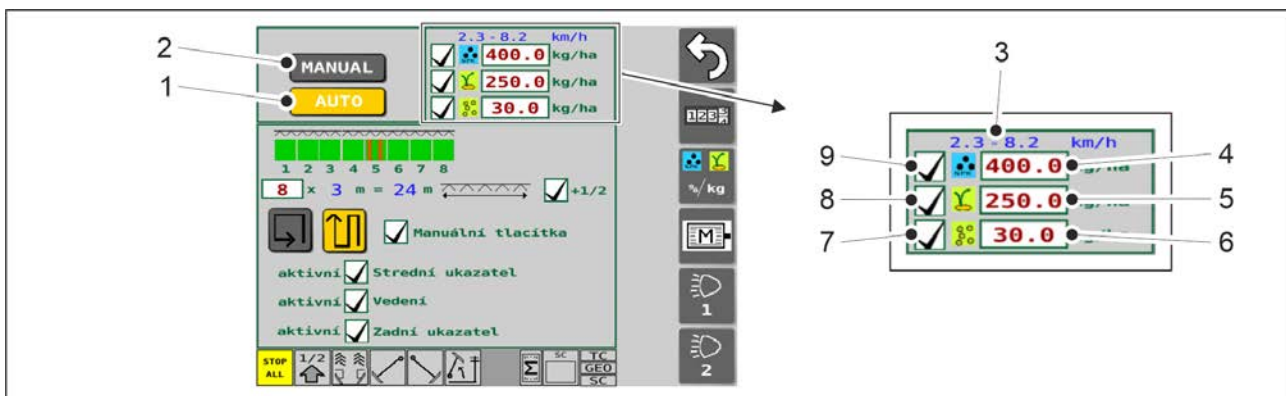 2
1
MANUAL
AUTO
2.3 - 8.2 km/h
NPK 400.0 kg/ha
250.0 kg/ha
30.0 kg/ha
1 2 3 4 5 6 7 8
8 x 3 m = 24 m +1/2
Manuální tlacítka
aktivní Strední ukazatel
aktivní Vedení
aktivní Zadní ukazatel
STOP ALL
1/2
Σ
SC
TC
GEO
SC
123
/kg
M
1
2
3
2.3 - 8.2 km/h
9 NPK 400.0 4
8 250.0 5
7 30.0 6